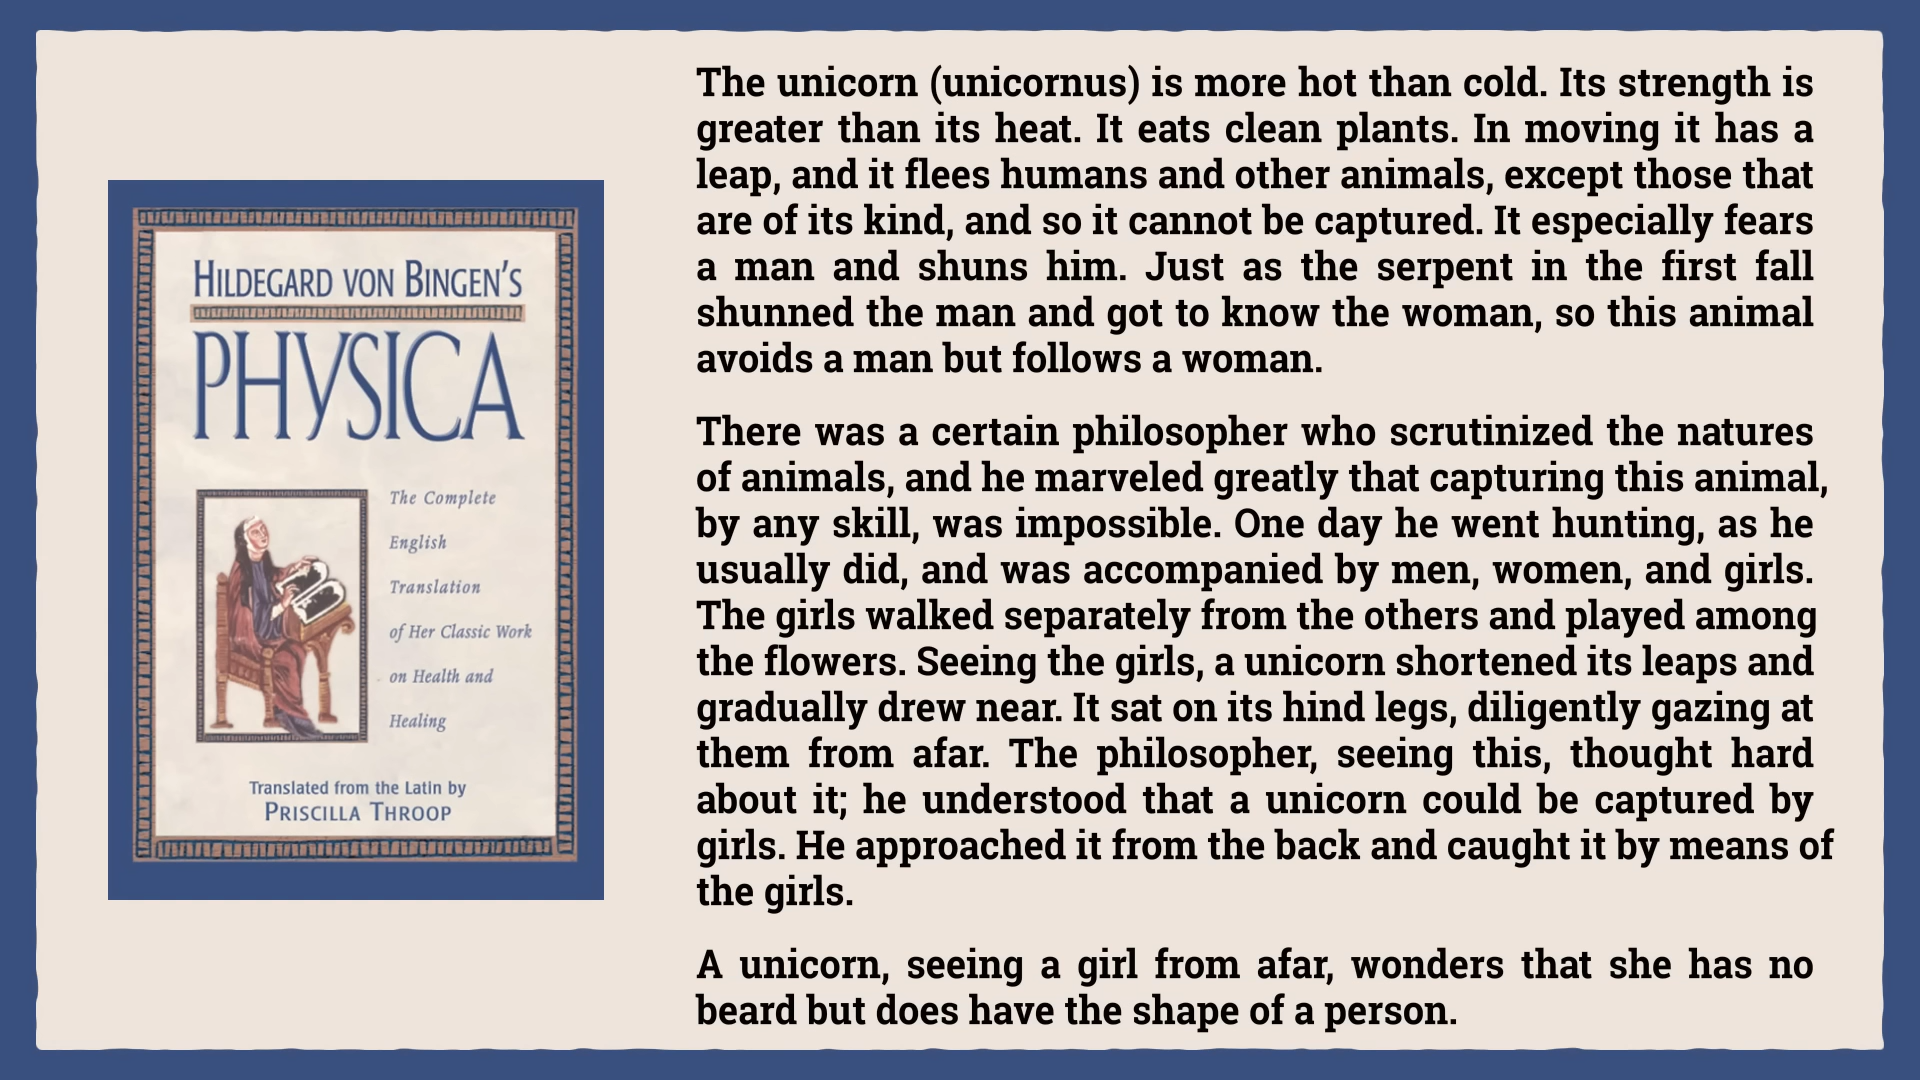 HILDEGARD VON BINGEN'S
PHYSICA
The Complete
English
Translation
of Her Classic Work
on Health and
Healing
Translated from the Latin by
PRISCILLA THROOP
The unicorn (unicornus) is more hot than cold. Its strength is
greater than its heat. It eats clean plants. In moving it has a
leap, and it flees humans and other animals, except those that
are of its kind, and so it cannot be captured. It especially fears
a man and shuns him. Just as the serpent in the first fall
shunned the man and got to know the woman, so this animal
avoids a man but follows a woman.
There was a certain philosopher who scrutinized the natures
of animals, and he marveled greatly that capturing this animal,
by any skill, was impossible. One day he went hunting, as he
usually did, and was accompanied by men, women, and girls.
The girls walked separately from the others and played among
the flowers. Seeing the girls, a unicorn shortened its leaps and
gradually drew near. It sat on its hind legs, diligently gazing at
them from afar. The philosopher, seeing this, thought hard
about it; he understood that a unicorn could be captured by
girls. He approached it from the back and caught it by means of
the girls.
A unicorn, seeing a girl from afar, wonders that she has no
beard but does have the shape of a person.